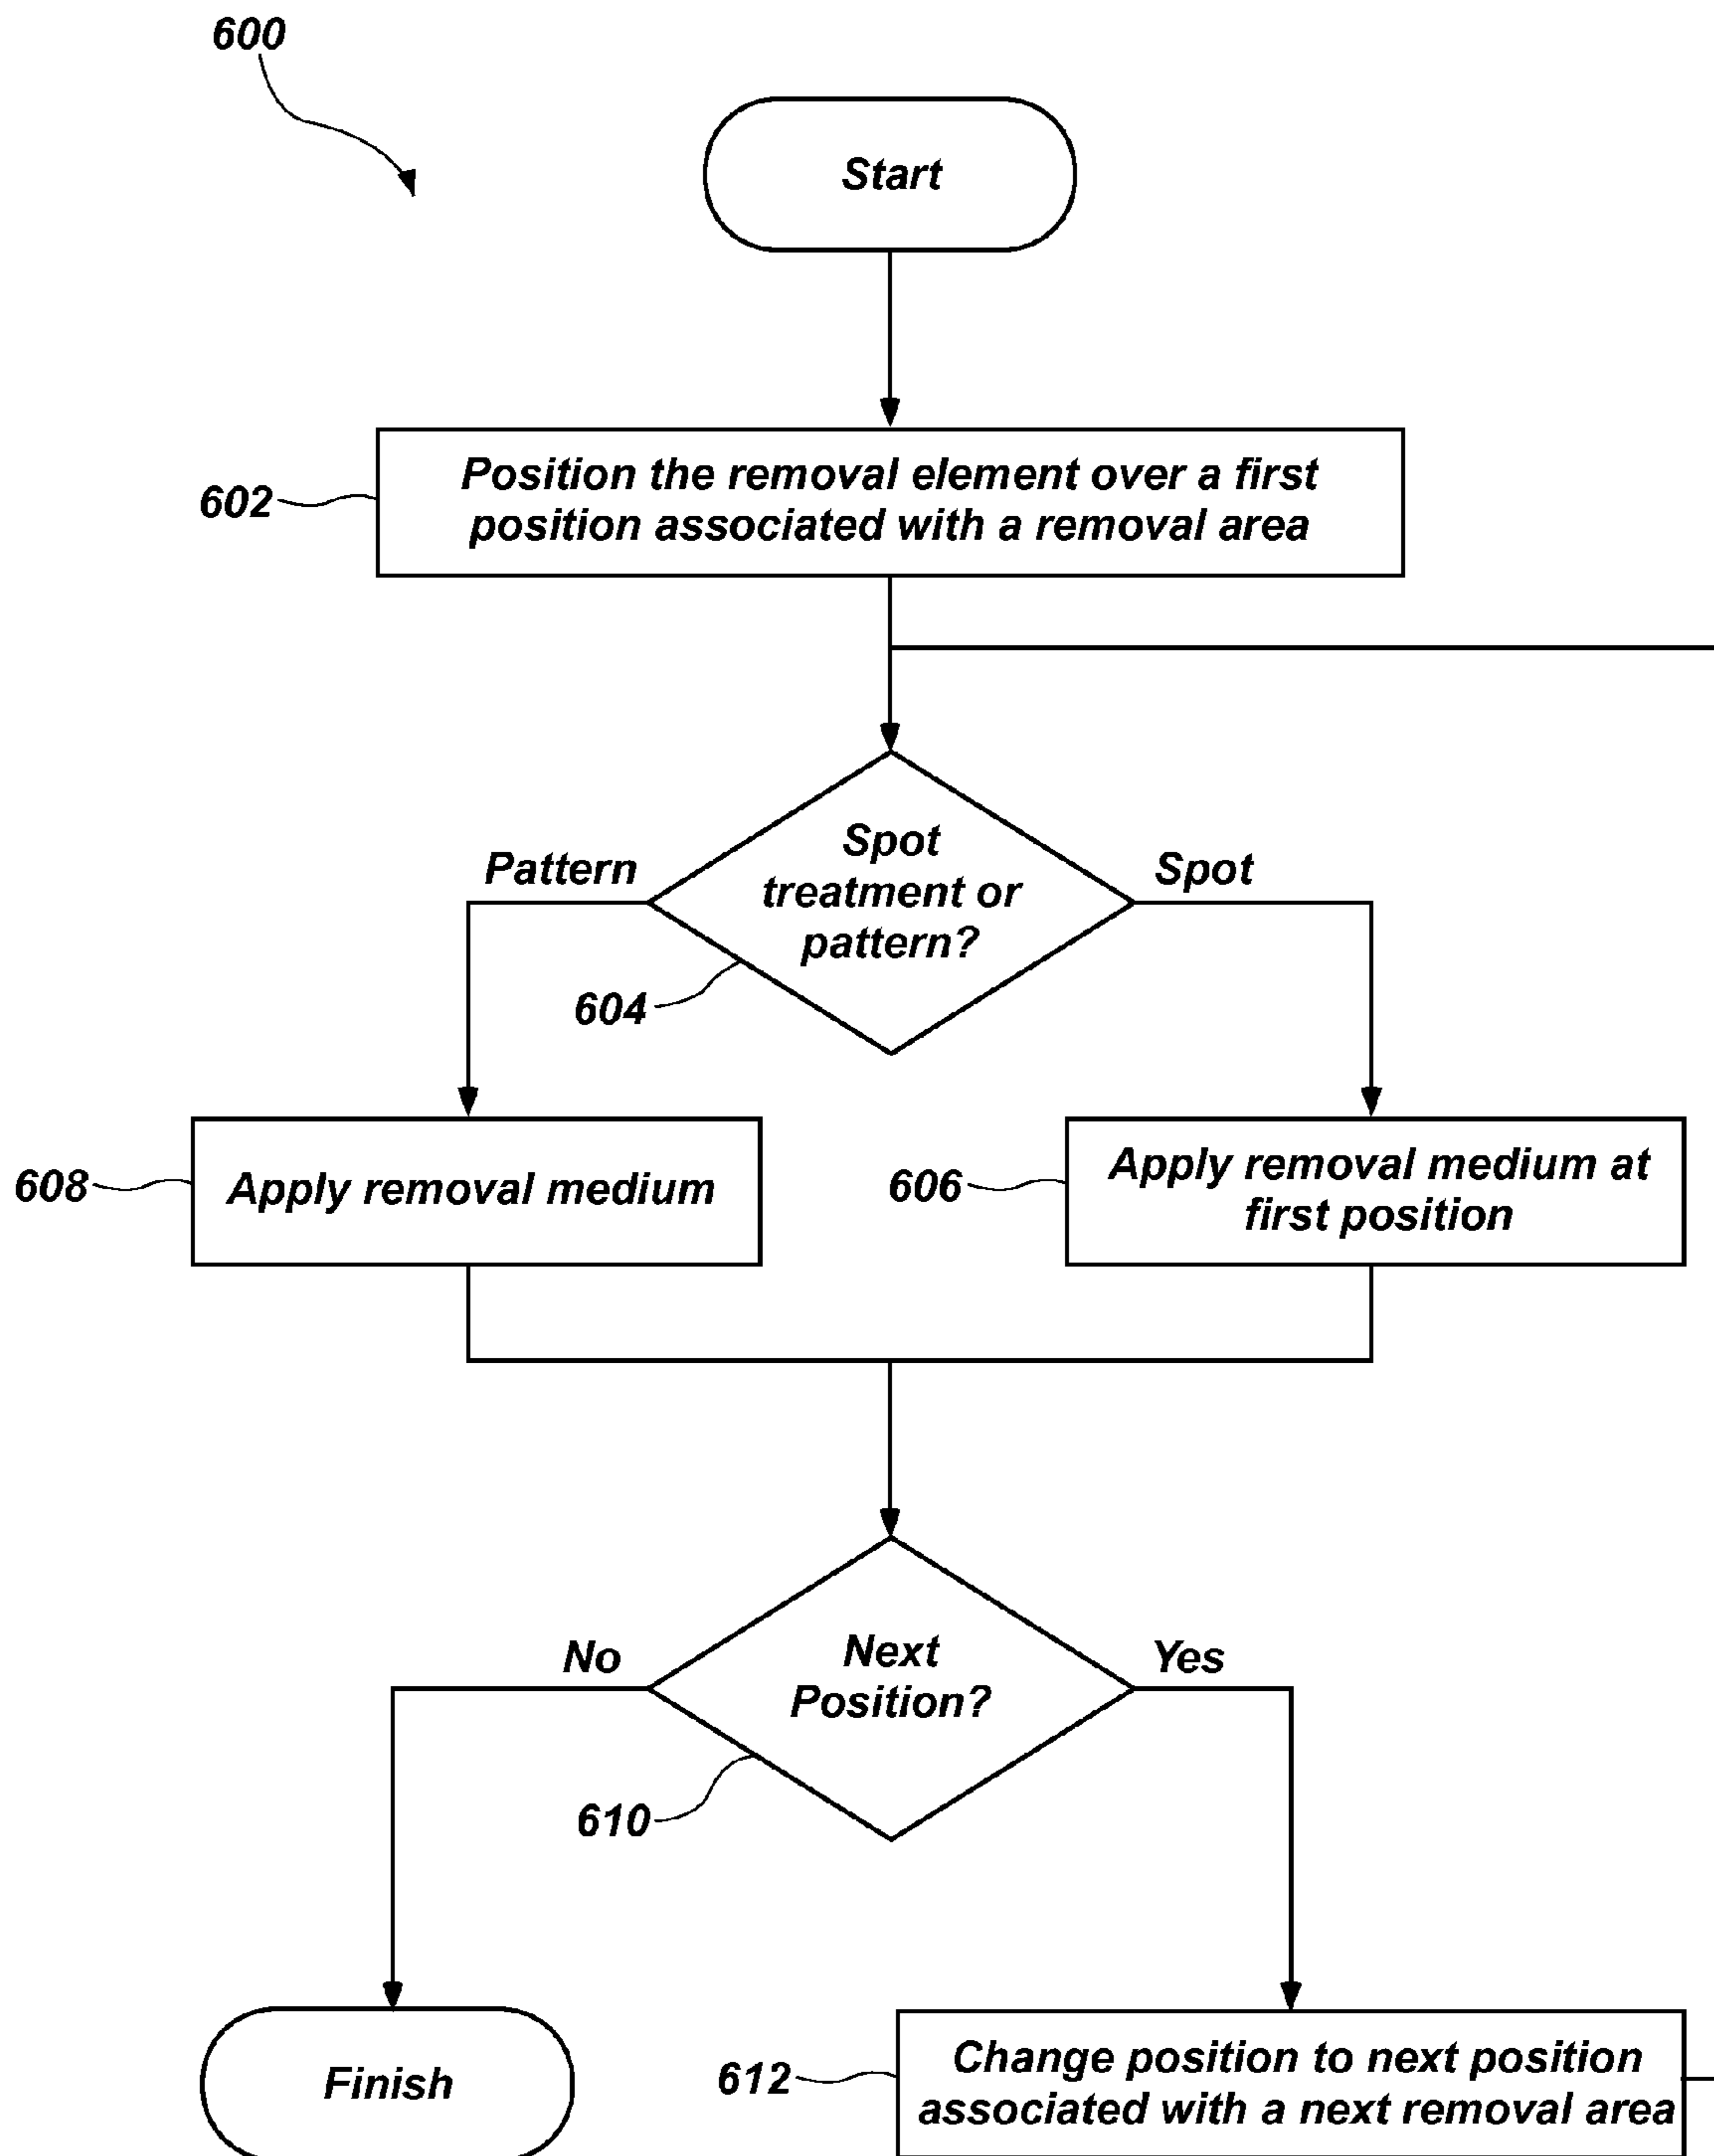 600
Start
602
Position the removal element over a first
position associated with a removal area
Pattern
Spot
treatment or
pattern?
Spot
604
608
Apply removal medium
606
Apply removal medium at
first position
No
Next
Position?
Yes
610
Finish
612
Change position to next position
associated with a next removal area